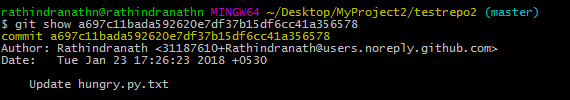 rathindranathn@rathindranathn MINGW64 ~/Desktop/MyProject2/testrepo2 (master)
$ git show a697c11bada592620e7df37b15df6cc41a356578
commit a697c11bada592620e7df37b15df6cc41a356578
Author: Rathindranath <31187610+Rathindranath@users.noreply.github.com>
Date:   Tue Jan 23 17:26:23 2018 +0530
    Update hungry.py.txt